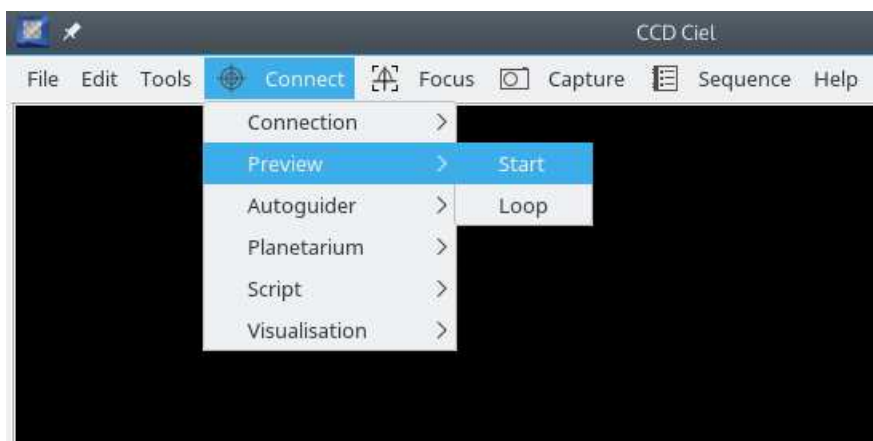 CCD Ciel
File Edit Tools Connect Focus Capture Sequence Help
Connection
Preview Start
Autoguider Loop
Planetarium
Script
Visualisation